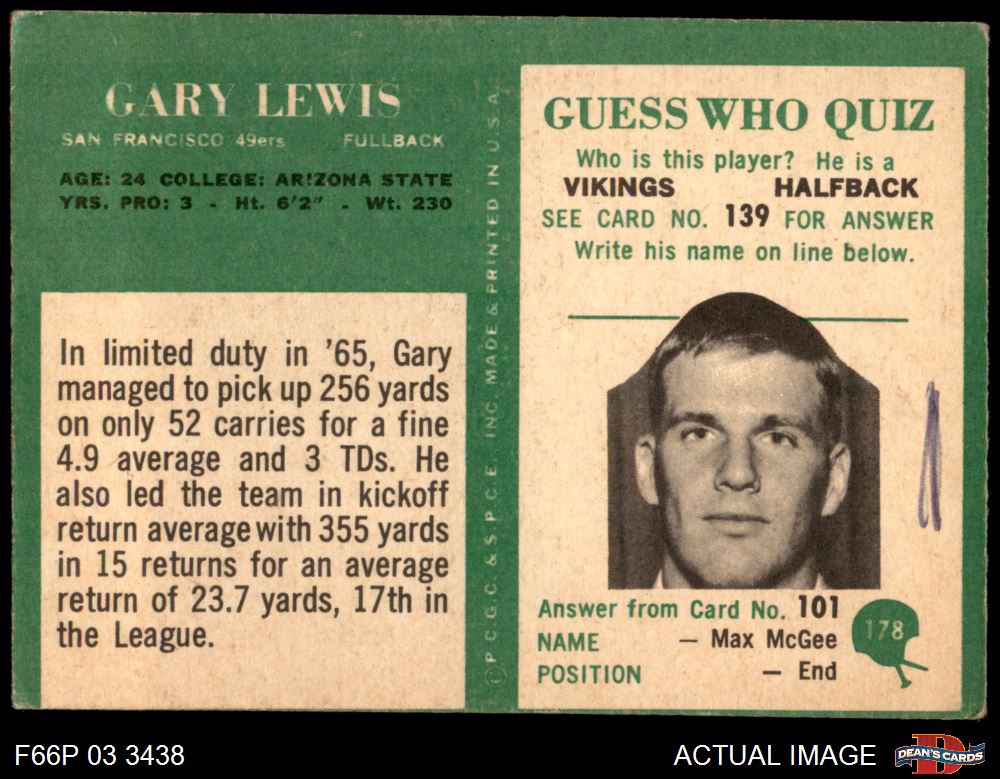 GARY LEWIS
SAN FRANCISCO 49ers FULLBACK
AGE: 24 COLLEGE: ARIZONA STATE
YRS. PRO: 3 - Ht. 6'2" - Wt. 230
In limited duty in '65, Gary
managed to pick up 256 yards
on only 52 carries for a fine
4.9 average and 3 TDs. He
also led the team in kickoff
return average with 355 yards
in 15 returns for an average
return of 23.7 yards, 17th in
the League.
© P.C.G.C. & S.P.C.E., INC. MADE & PRINTED IN U.S.A.
GUESS WHO QUIZ
Who is this player? He is a
VIKINGS HALFBACK
SEE CARD NO. 139 FOR ANSWER
Write his name on line below.
Answer from Card No. 101
NAME — Max McGee
POSITION — End
178
F66P 03 3438
ACTUAL IMAGE
D
DEAN'S CARDS